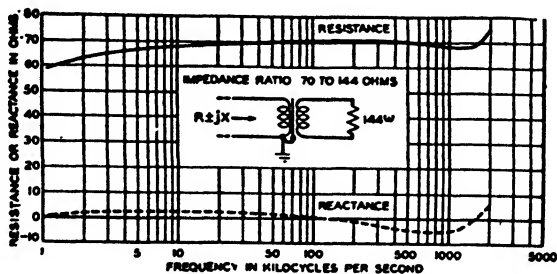 RESISTANCE OR REACTANCE IN OHMS.
80
70
60
50
40
30
20
10
0
-10
RESISTANCE
IMPEDANCE RATIO 70 TO 144 OHMS
R±jX
144ω
REACTANCE
1 5 10 50 100 500 1000 5000
FREQUENCY IN KILOCYCLES PER SECOND